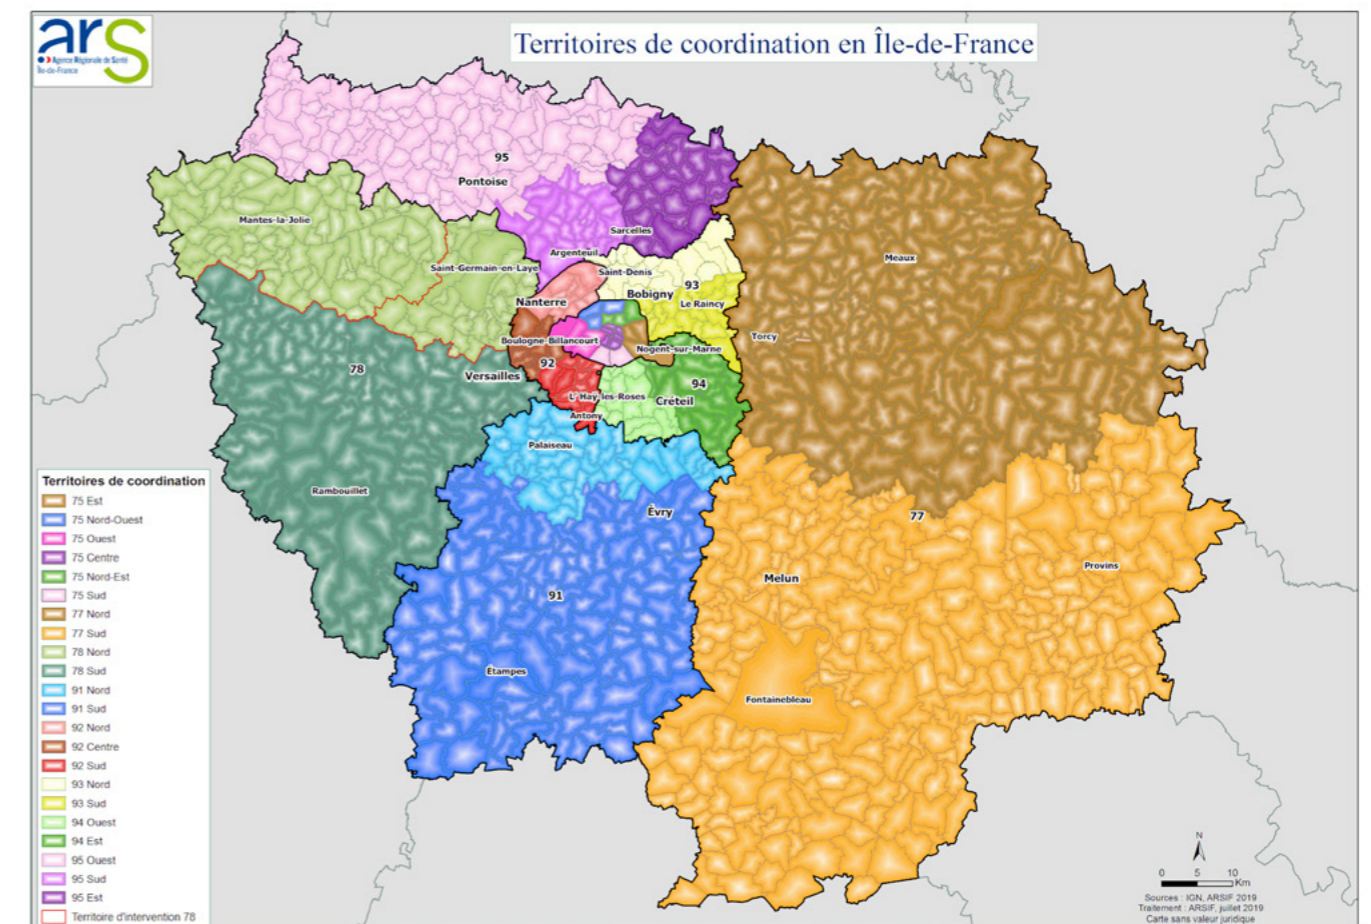 arS
Agence Régionale de Santé
Île-de-France
Territoires de coordination en Île-de-France
95
Pontoise
Mantes-la-Jolie
Sarcelles
Argenteuil
Meaux
Saint-Germain-en-Laye
Saint-Denis
Nanterre
Bobigny
93
Le Raincy
Boulogne-Billancourt
Torcy
Nogent-sur-Marne
92
78
Versailles
94
L'Hay-les-Roses
Créteil
Antony
Palaiseau
Rambouillet
Évry
77
Provins
Melun
91
Étampes
Fontainebleau
Territoires de coordination
75 Est
75 Nord-Ouest
75 Ouest
75 Centre
75 Nord-Est
75 Sud
77 Nord
77 Sud
78 Nord
78 Sud
91 Nord
91 Sud
92 Nord
92 Centre
92 Sud
93 Nord
93 Sud
94 Ouest
94 Est
95 Ouest
95 Sud
95 Est
Territoire d'intervention 78
N
0 5 10
Km
Sources : IGN, ARSIF 2019
Traitement : ARSIF, juillet 2019
Carte sans valeur juridique